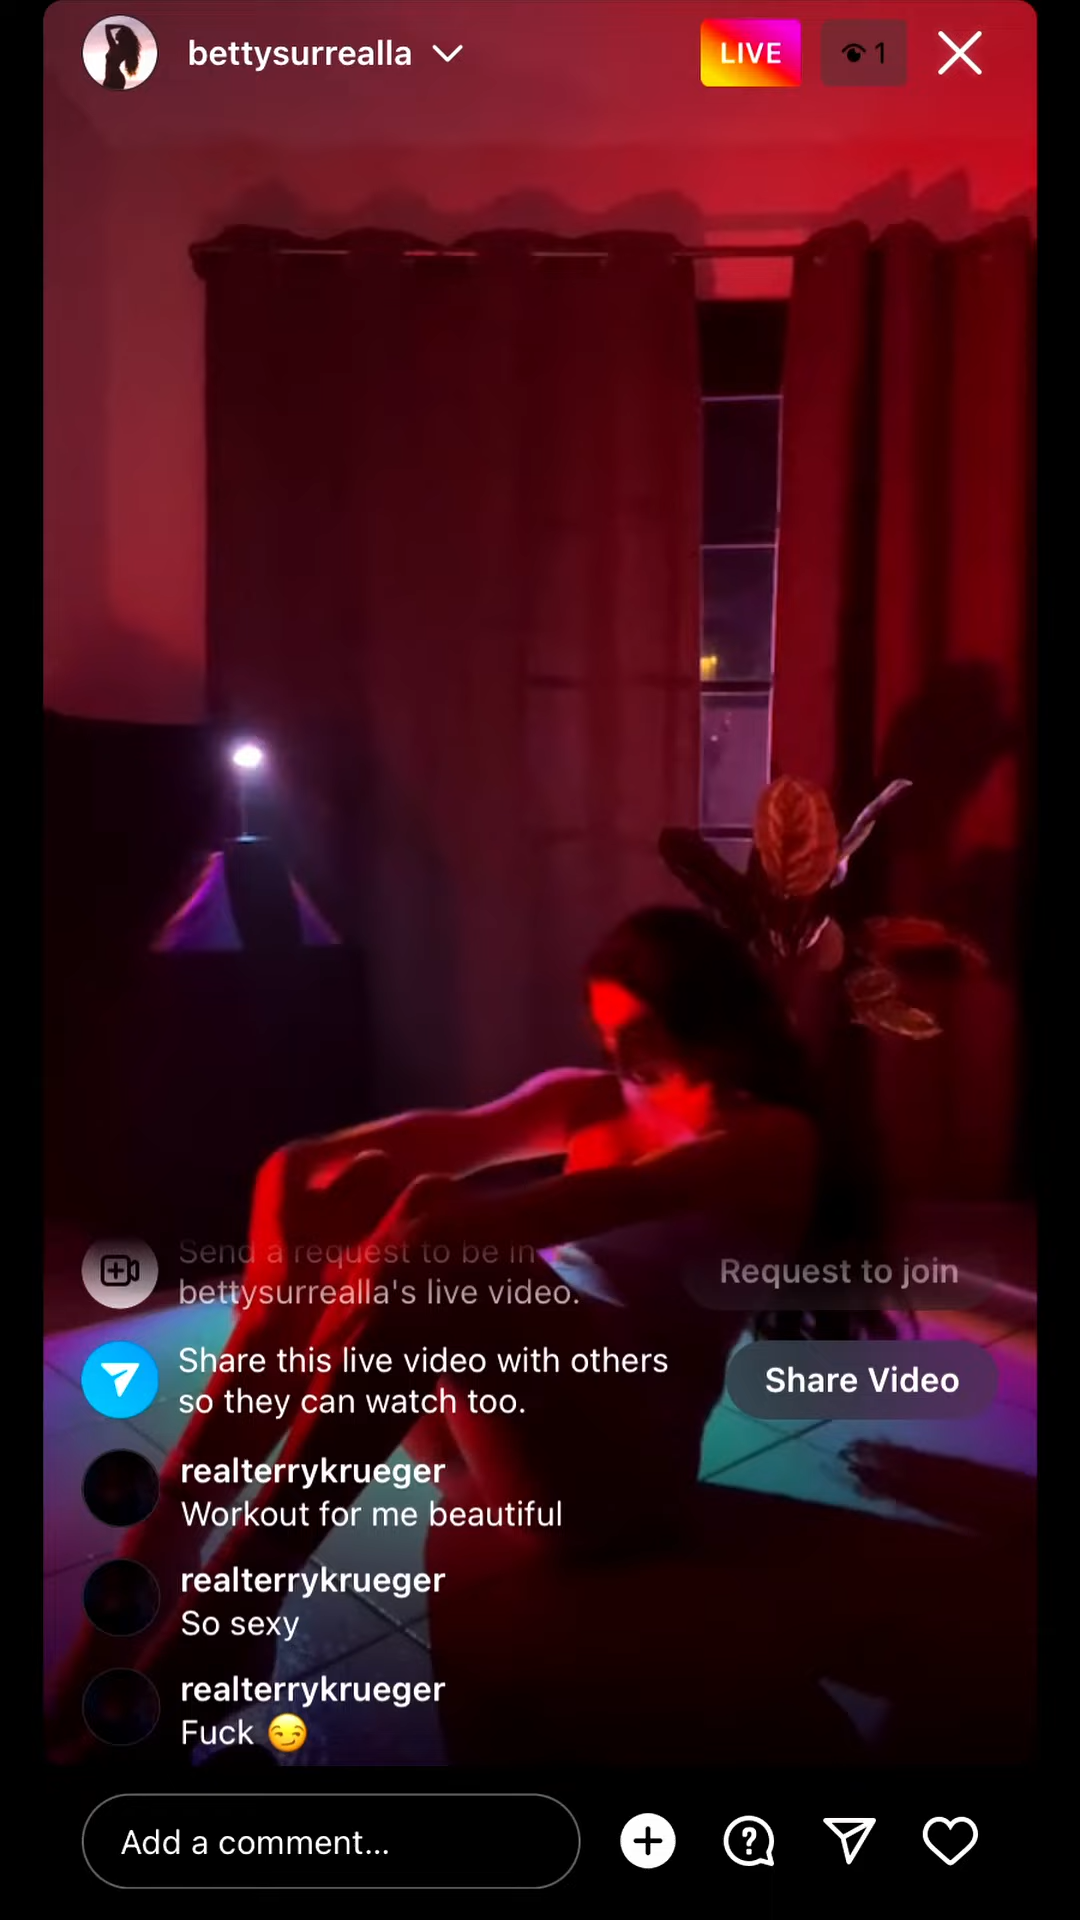 bettysurrealla
LIVE
1
Send a request to be in
bettysurrealla's live video.
Request to join
Share this live video with others
so they can watch too.
Share Video
realterrykrueger
Workout for me beautiful
realterrykrueger
So sexy
realterrykrueger
Fuck 😏
Add a comment...